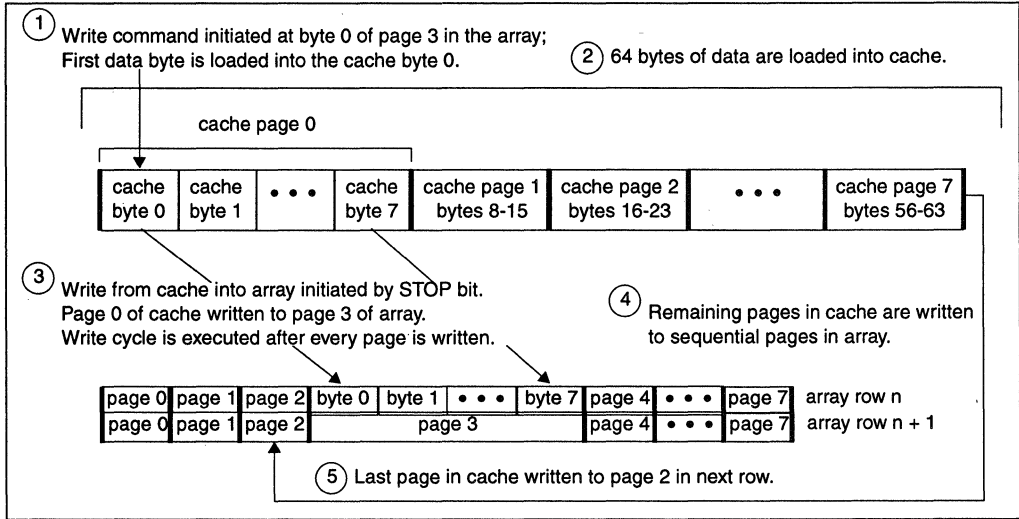 1 Write command initiated at byte 0 of page 3 in the array;
First data byte is loaded into the cache byte 0.
2 64 bytes of data are loaded into cache.
cache page 0
cache byte 0 cache byte 1 • • • cache byte 7 cache page 1 bytes 8-15 cache page 2 bytes 16-23 • • • cache page 7 bytes 56-63
3 Write from cache into array initiated by STOP bit.
Page 0 of cache written to page 3 of array.
Write cycle is executed after every page is written.
4 Remaining pages in cache are written
to sequential pages in array.
page 0 page 1 page 2 byte 0 byte 1 • • • byte 7 page 4 • • • page 7 array row n
page 0 page 1 page 2 page 3 page 4 • • • page 7 array row n + 1
5 Last page in cache written to page 2 in next row.